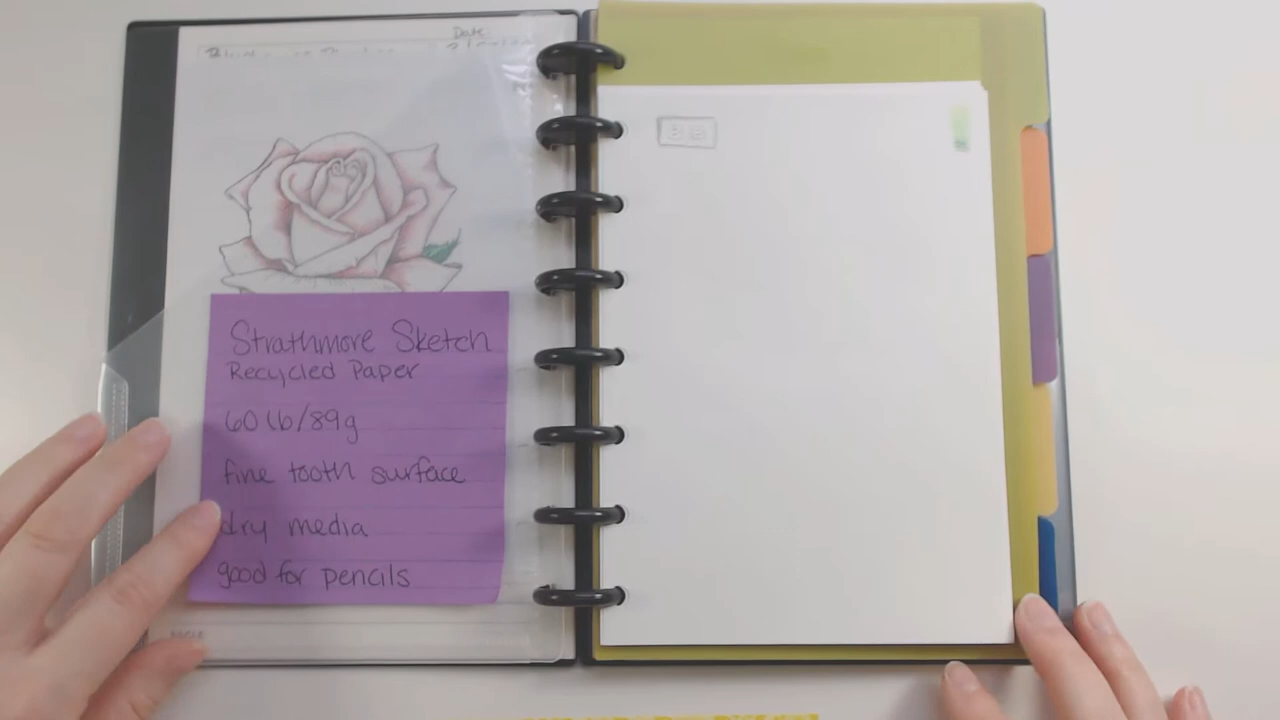 Date:
Strathmore Sketch
Recycled Paper
60 lb/89g
fine tooth surface
dry media
good for pencils